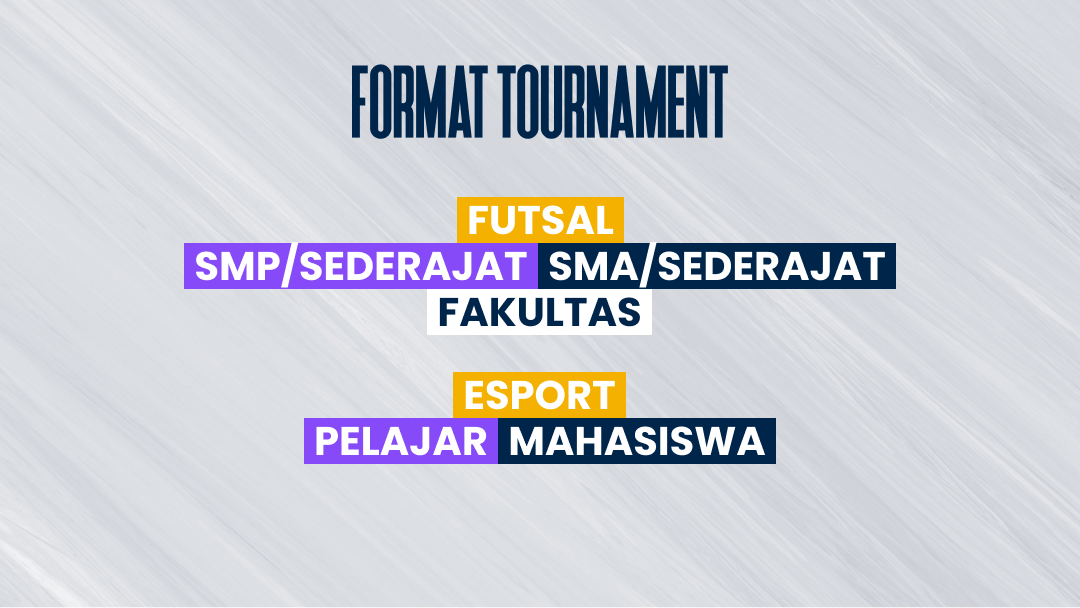 FORMAT TOURNAMENT
FUTSAL
SMP/SEDERAJAT SMA/SEDERAJAT
FAKULTAS
ESPORT
PELAJAR MAHASISWA